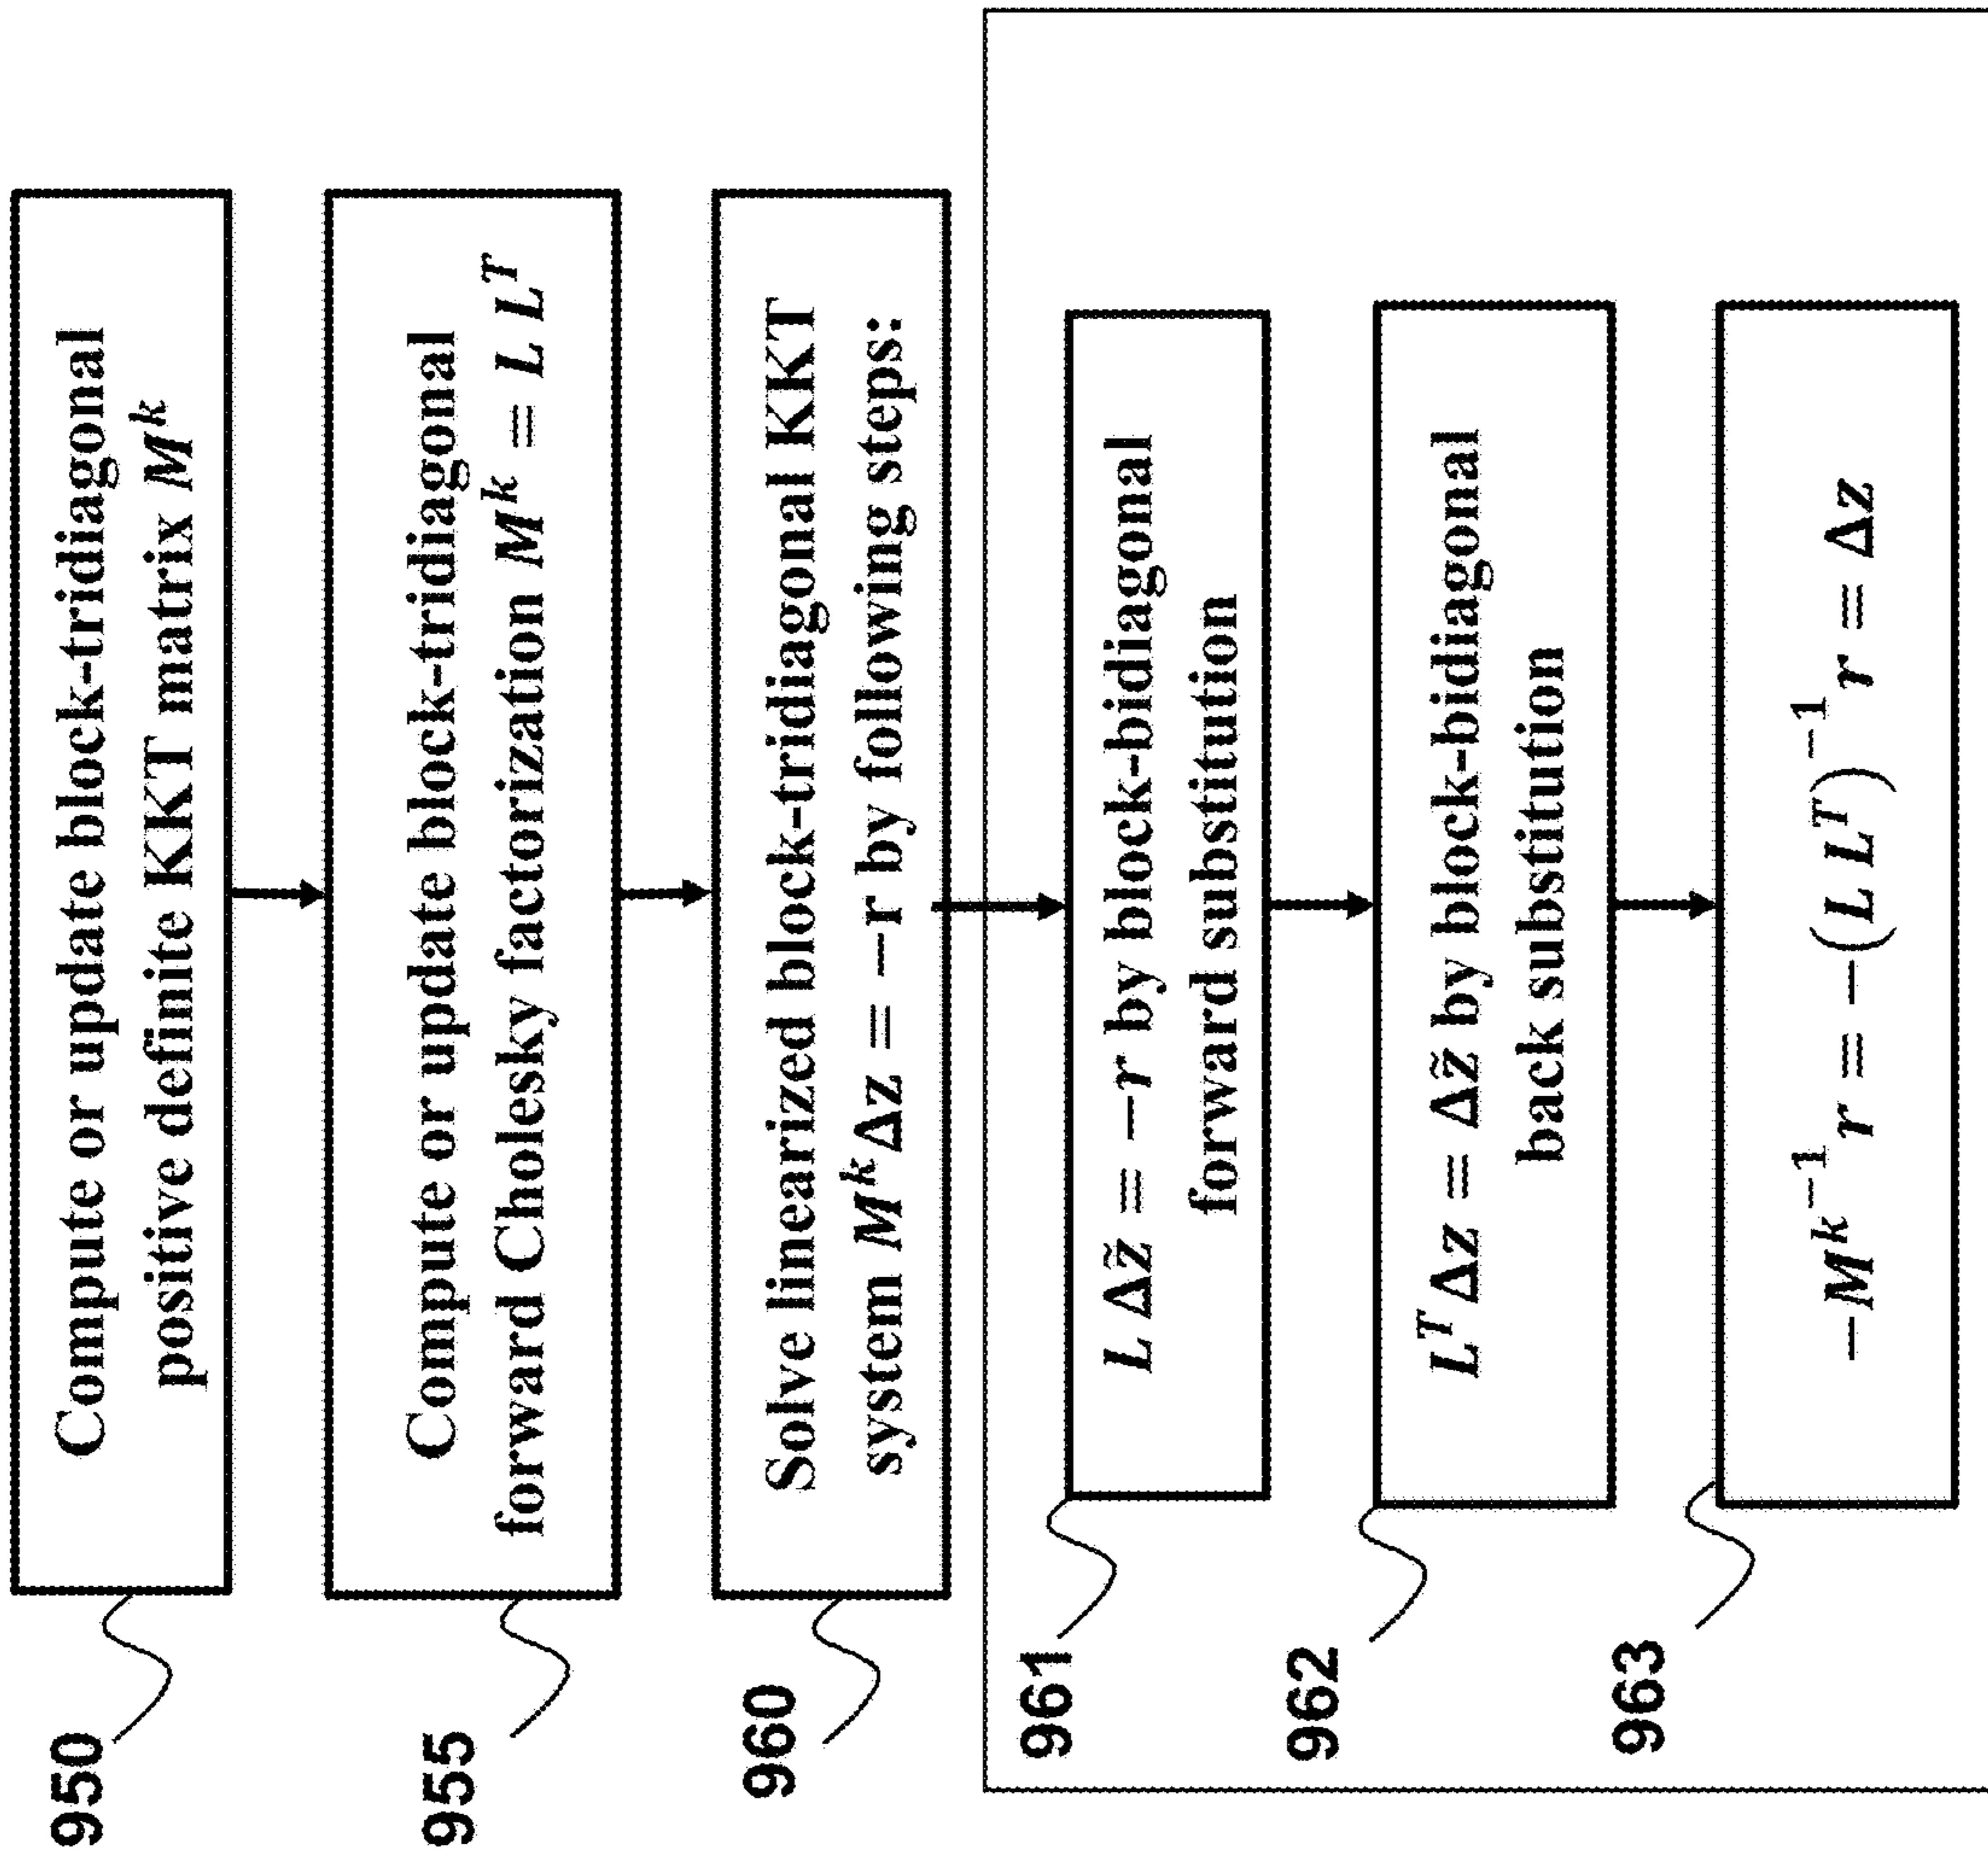 950
Compute or update block-tridiagonal
positive definite KKT matrix M^k
955
Compute or update block-tridiagonal
forward Cholesky factorization M^k = L L^T
960
Solve linearized block-tridiagonal KKT
system M^k Δz = −r by following steps:
961
L Δz̃ = −r by block-bidiagonal
forward substitution
962
L^T Δz = Δz̃ by block-bidiagonal
back substitution
963
−M^k^−1 r = −(L L^T)^−1 r = Δz